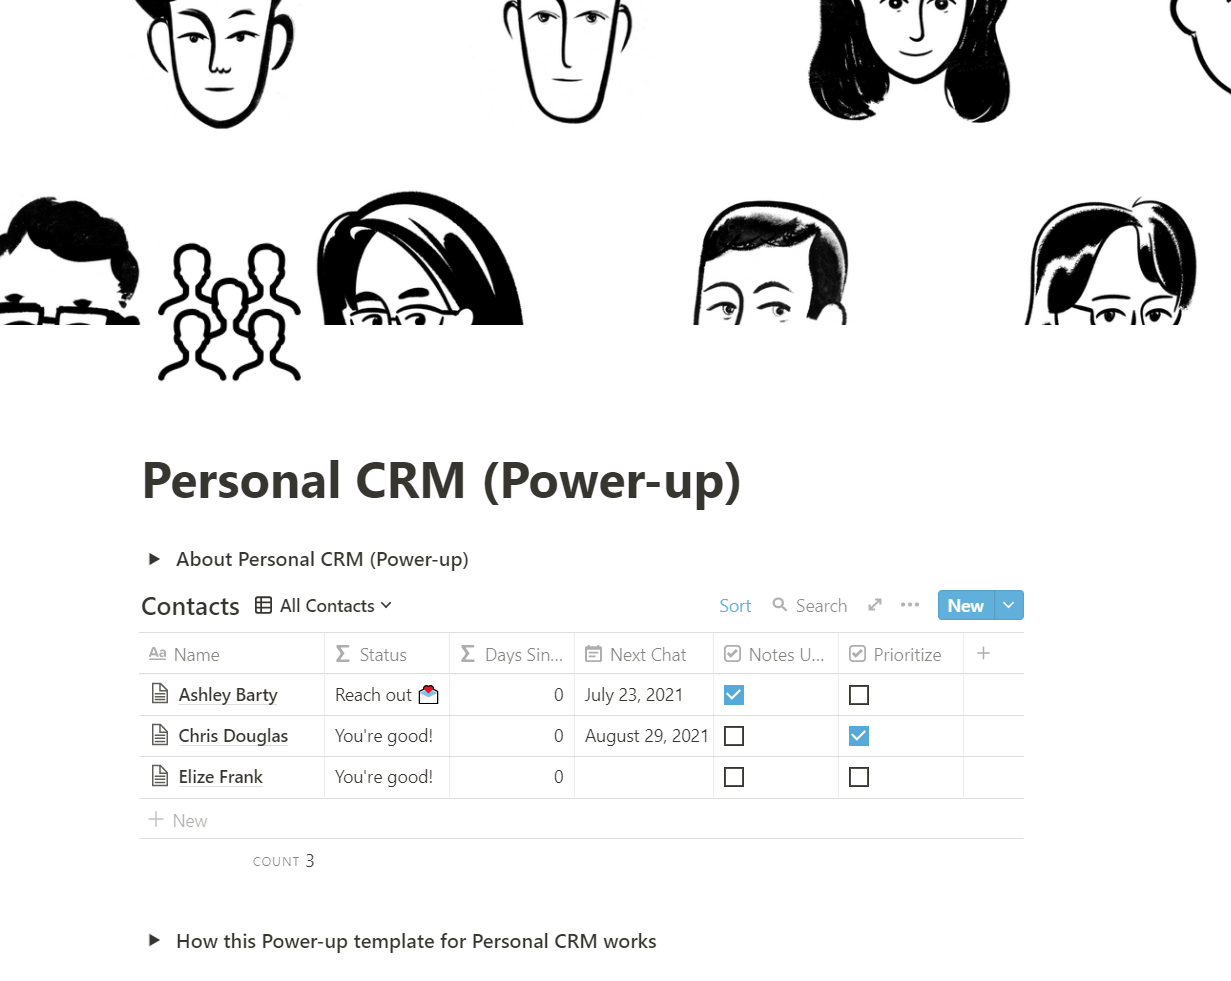 Personal CRM (Power-up)
About Personal CRM (Power-up)
Contacts All Contacts Sort Search New
Aa Name Status Days Sin... Next Chat Notes U... Prioritize
Ashley Barty Reach out 0 July 23, 2021
Chris Douglas You're good! 0 August 29, 2021
Elize Frank You're good! 0
New
COUNT 3
How this Power-up template for Personal CRM works